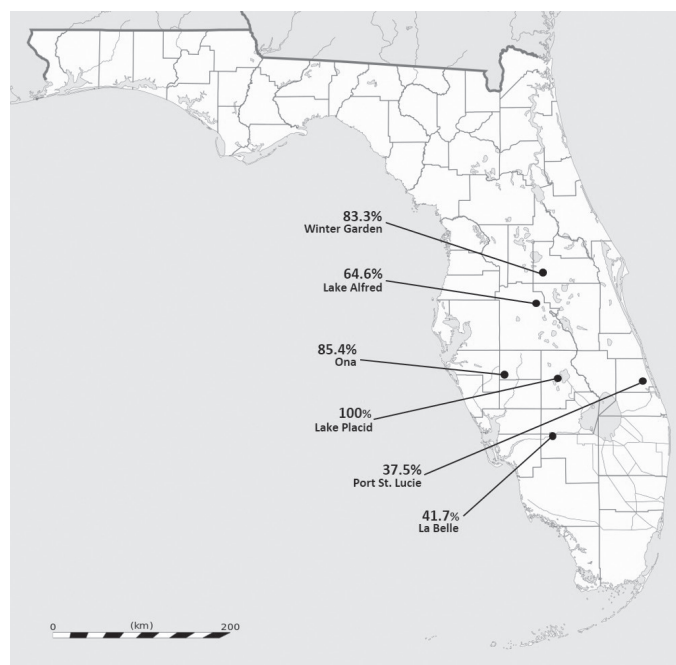 83.3%
Winter Garden
64.6%
Lake Alfred
85.4%
Ona
100%
Lake Placid
37.5%
Port St. Lucie
41.7%
La Belle
0 (km) 200